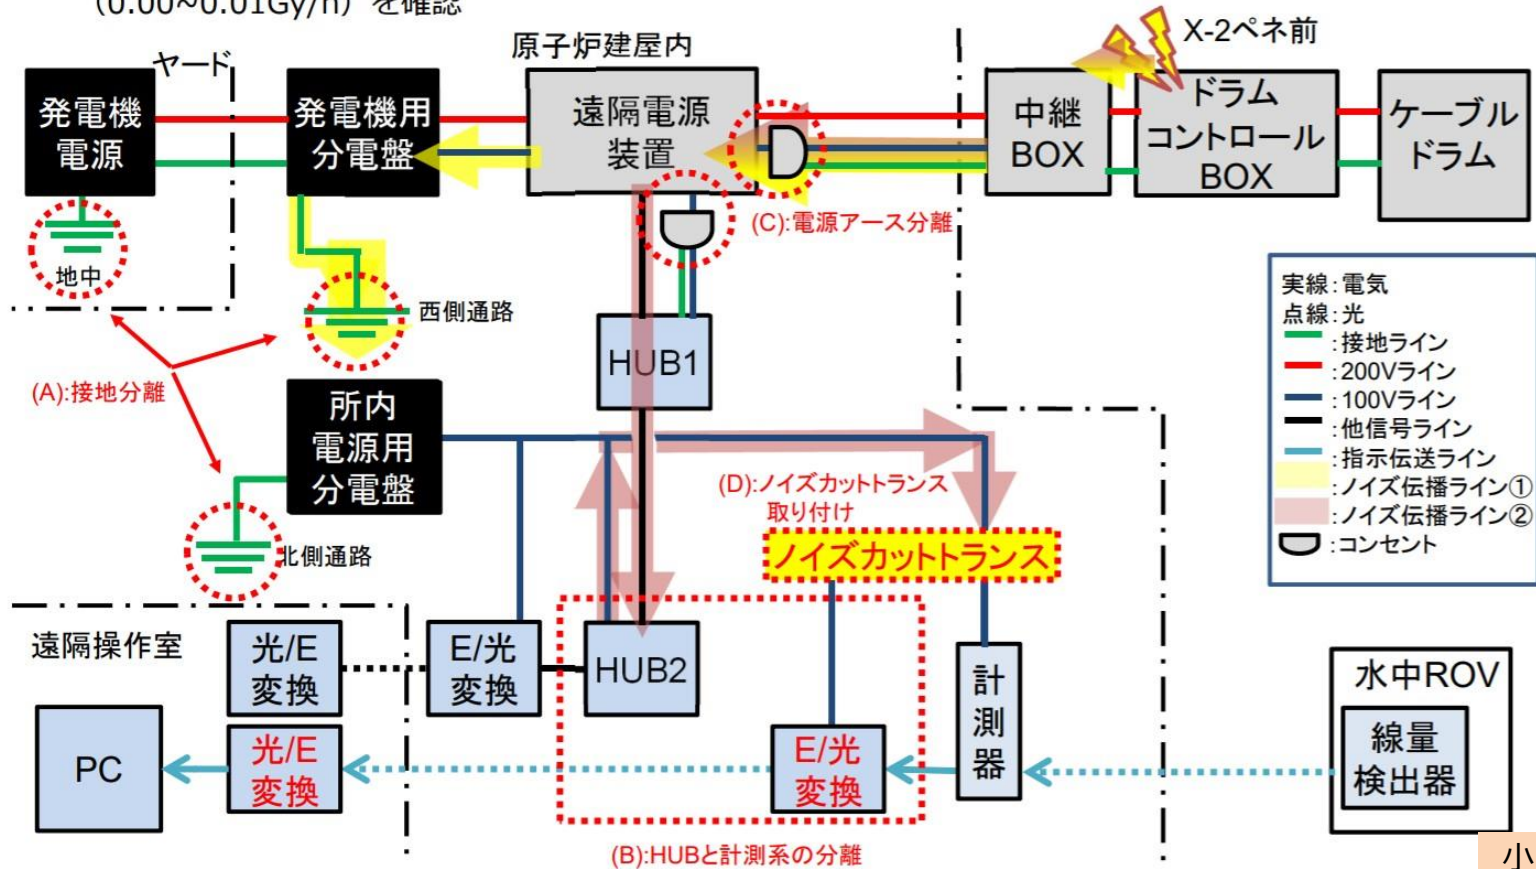 (0.00~0.01Gy/h) を確認
ヤード
原子炉建屋内
X-2ペネ前
発電機
電源
発電機用
分電盤
遠隔電源
装置
中継
BOX
ドラム
コントロール
BOX
ケーブル
ドラム
(C):電源アース分離
地中
西側通路
(A):接地分離
HUB1
所内
電源用
分電盤
北側通路
(D):ノイズカットトランス
取り付け
ノイズカットトランス
実線:電気
点線:光
:接地ライン
:200Vライン
:100Vライン
:他信号ライン
:指示伝送ライン
:ノイズ伝播ライン①
:ノイズ伝播ライン②
:コンセント
遠隔操作室
光/E
変換
E/光
変換
HUB2
計
測
器
水中ROV
線量
検出器
PC
光/E
変換
E/光
変換
(B):HUBと計測系の分離
小